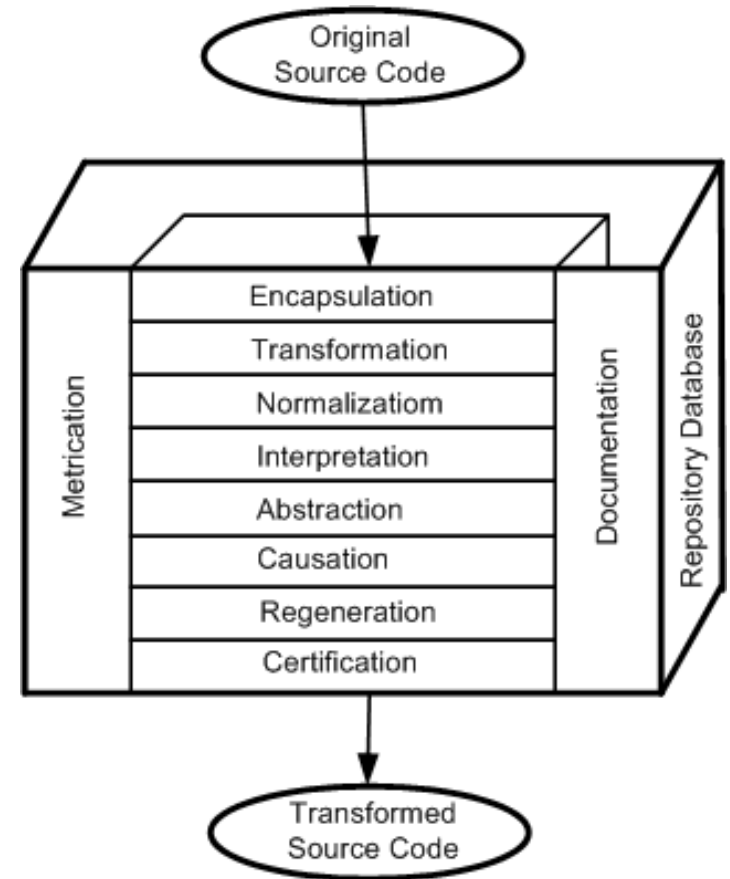 Original
Source Code
Encapsulation
Transformation
Normalizatiom
Interpretation
Abstraction
Causation
Regeneration
Certification
Metrication
Documentation
Repository Database
Transformed
Source Code